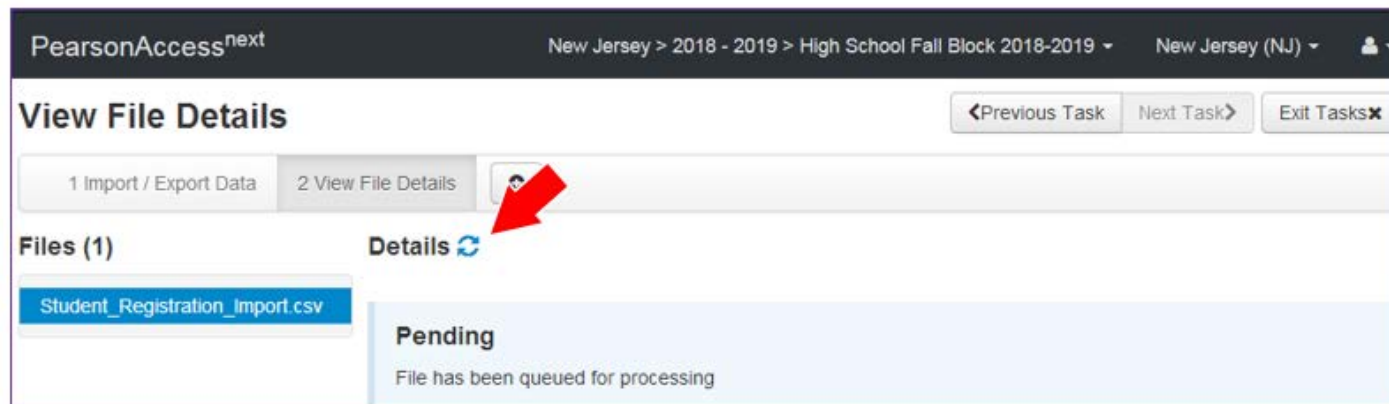 PearsonAccessnext
New Jersey > 2018 - 2019 > High School Fall Block 2018-2019
New Jersey (NJ)
View File Details
Previous Task
Next Task
Exit Tasks
1 Import / Export Data
2 View File Details
Files (1)
Details
Student_Registration_Import.csv
Pending
File has been queued for processing